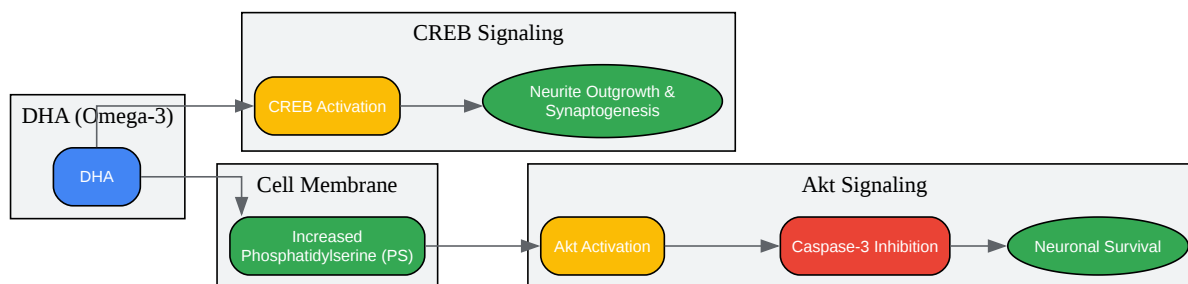 CREB Signaling
CREB Activation
Neurite Outgrowth &
Synaptogenesis
DHA (Omega-3)
DHA
Cell Membrane
Increased
Phosphatidylserine (PS)
Akt Signaling
Akt Activation
Caspase-3 Inhibition
Neuronal Survival